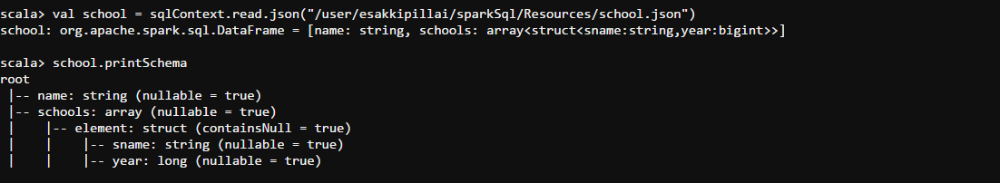 scala> val school = sqlContext.read.json("/user/esakkipillai/sparkSql/Resources/school.json")
school: org.apache.spark.sql.DataFrame = [name: string, schools: array<struct<sname:string,year:bigint>>]
scala> school.printSchema
root
|-- name: string (nullable = true)
|-- schools: array (nullable = true)
|    |-- element: struct (containsNull = true)
|    |    |-- sname: string (nullable = true)
|    |    |-- year: long (nullable = true)